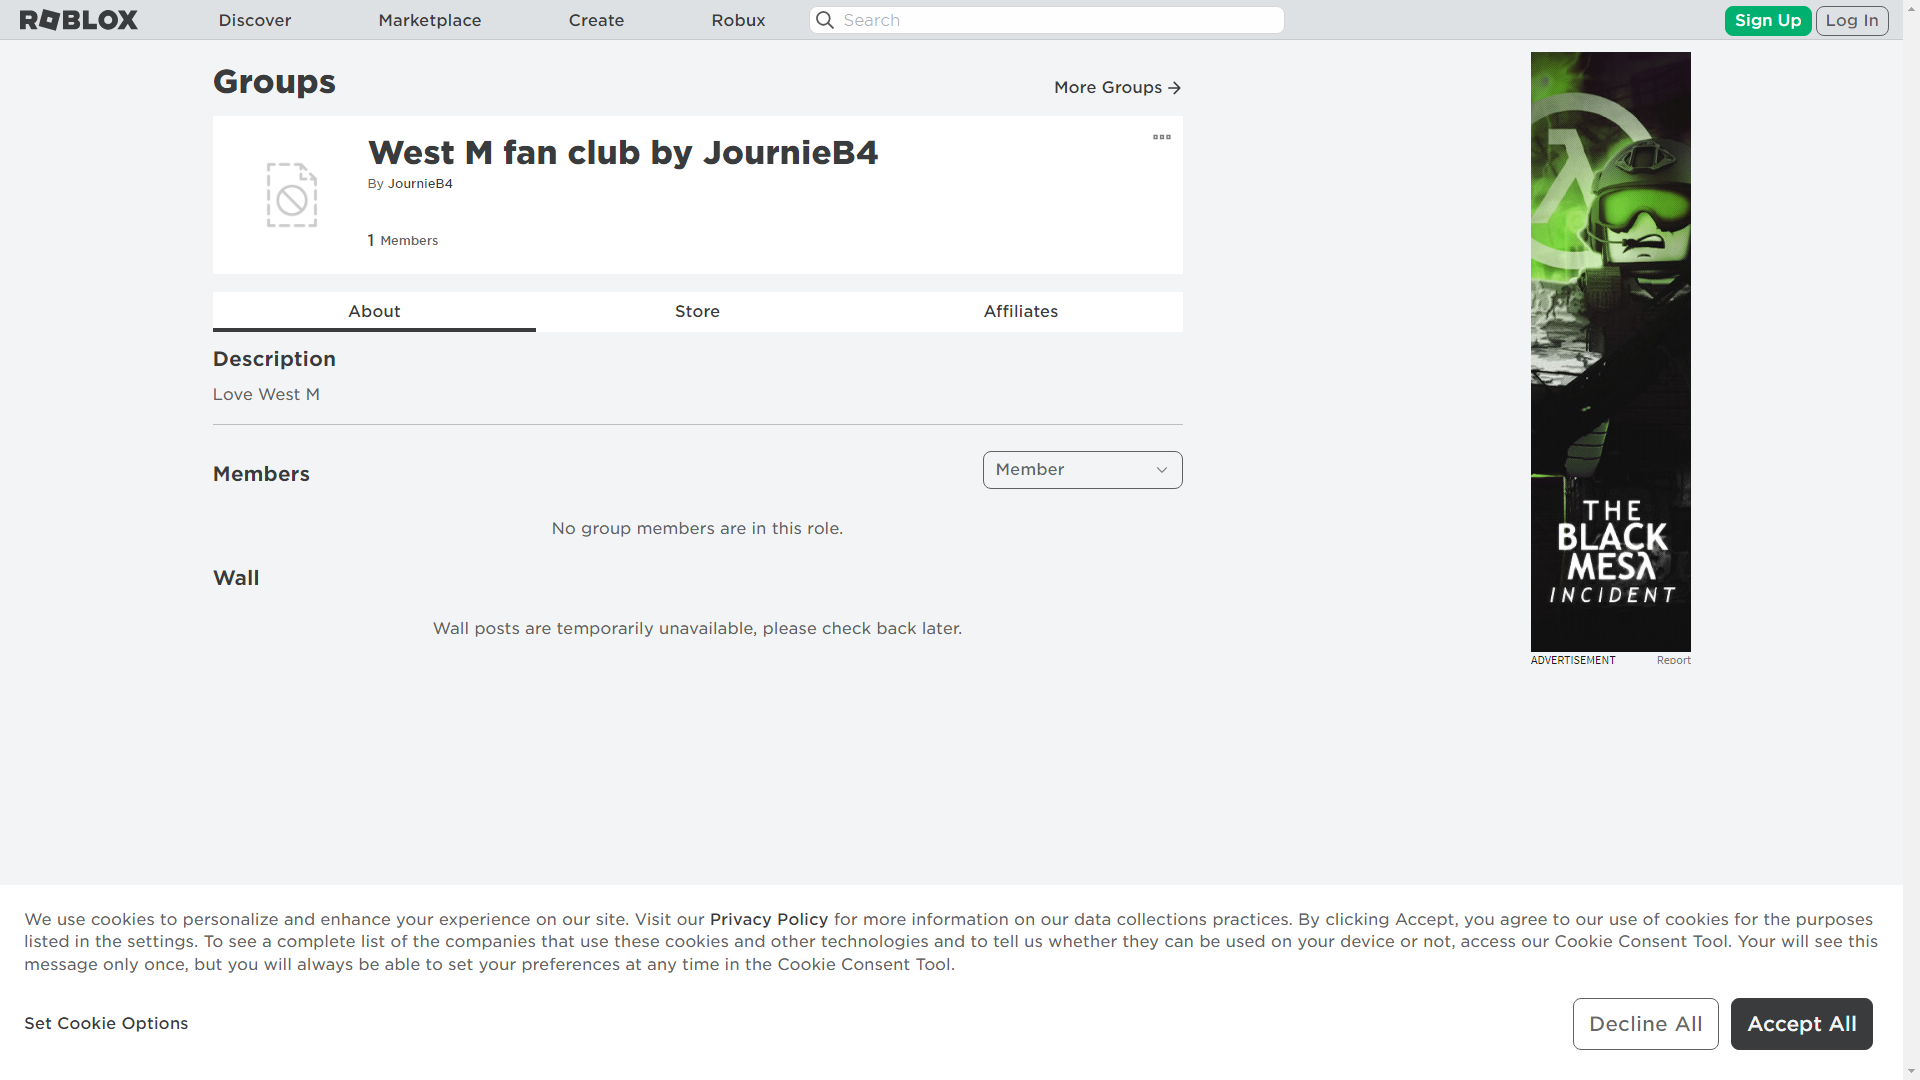 ROBLOX
Discover
Marketplace
Create
Robux
Search
Sign Up
Log In
Groups
More Groups
West M fan club by JournieB4
By JournieB4
1 Members
About
Store
Affiliates
Description
Love West M
Members
Member
No group members are in this role.
Wall
Wall posts are temporarily unavailable, please check back later.
THE
BLACK
MESλ
INCIDENT
ADVERTISEMENT
Report
We use cookies to personalize and enhance your experience on our site. Visit our Privacy Policy for more information on our data collections practices. By clicking Accept, you agree to our use of cookies for the purposes
listed in the settings. To see a complete list of the companies that use these cookies and other technologies and to tell us whether they can be used on your device or not, access our Cookie Consent Tool. Your will see this
message only once, but you will always be able to set your preferences at any time in the Cookie Consent Tool.
Set Cookie Options
Decline All
Accept All